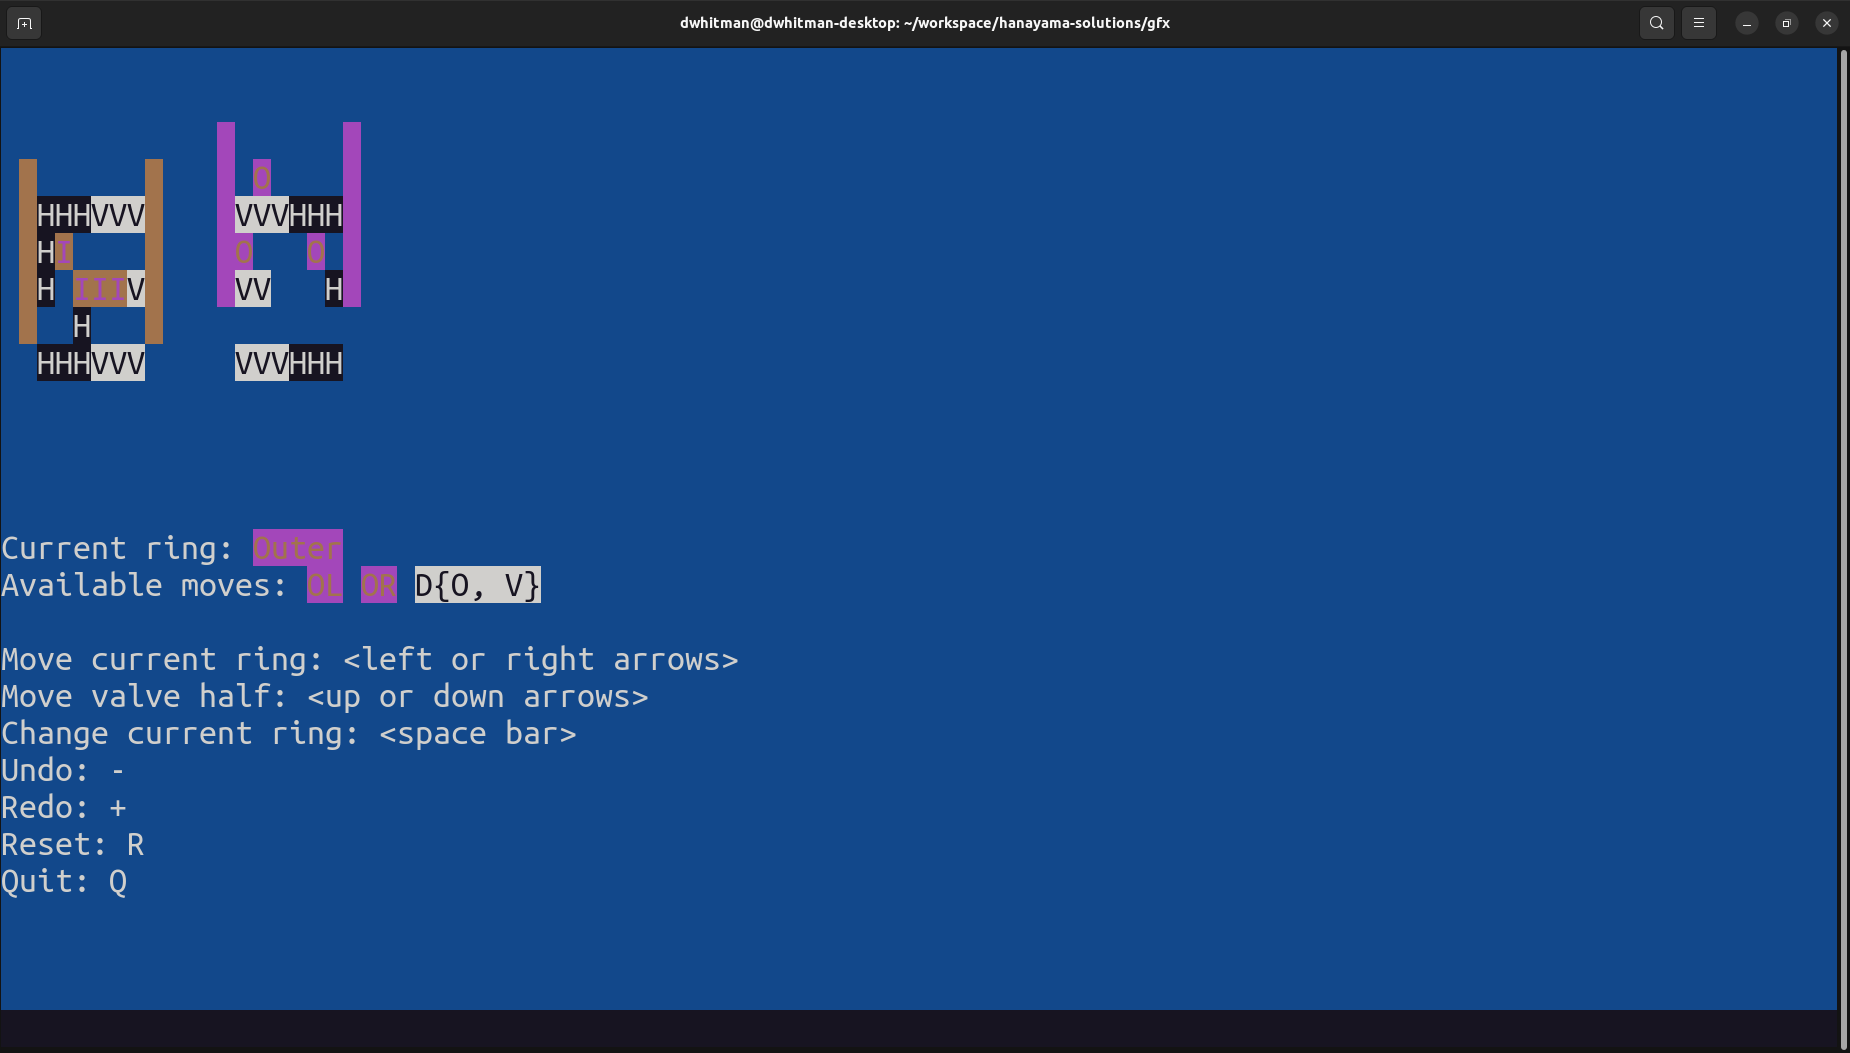 dwhitman@dwhitman-desktop: ~/workspace/hanayama-solutions/gfx
O
HHHVVV VVVHHH
HI O O
H IIIV VV H
H
HHHVVV VVVHHH
Current ring: Outer
Available moves: OL OR D{O, V}
Move current ring: <left or right arrows>
Move valve half: <up or down arrows>
Change current ring: <space bar>
Undo: -
Redo: +
Reset: R
Quit: Q